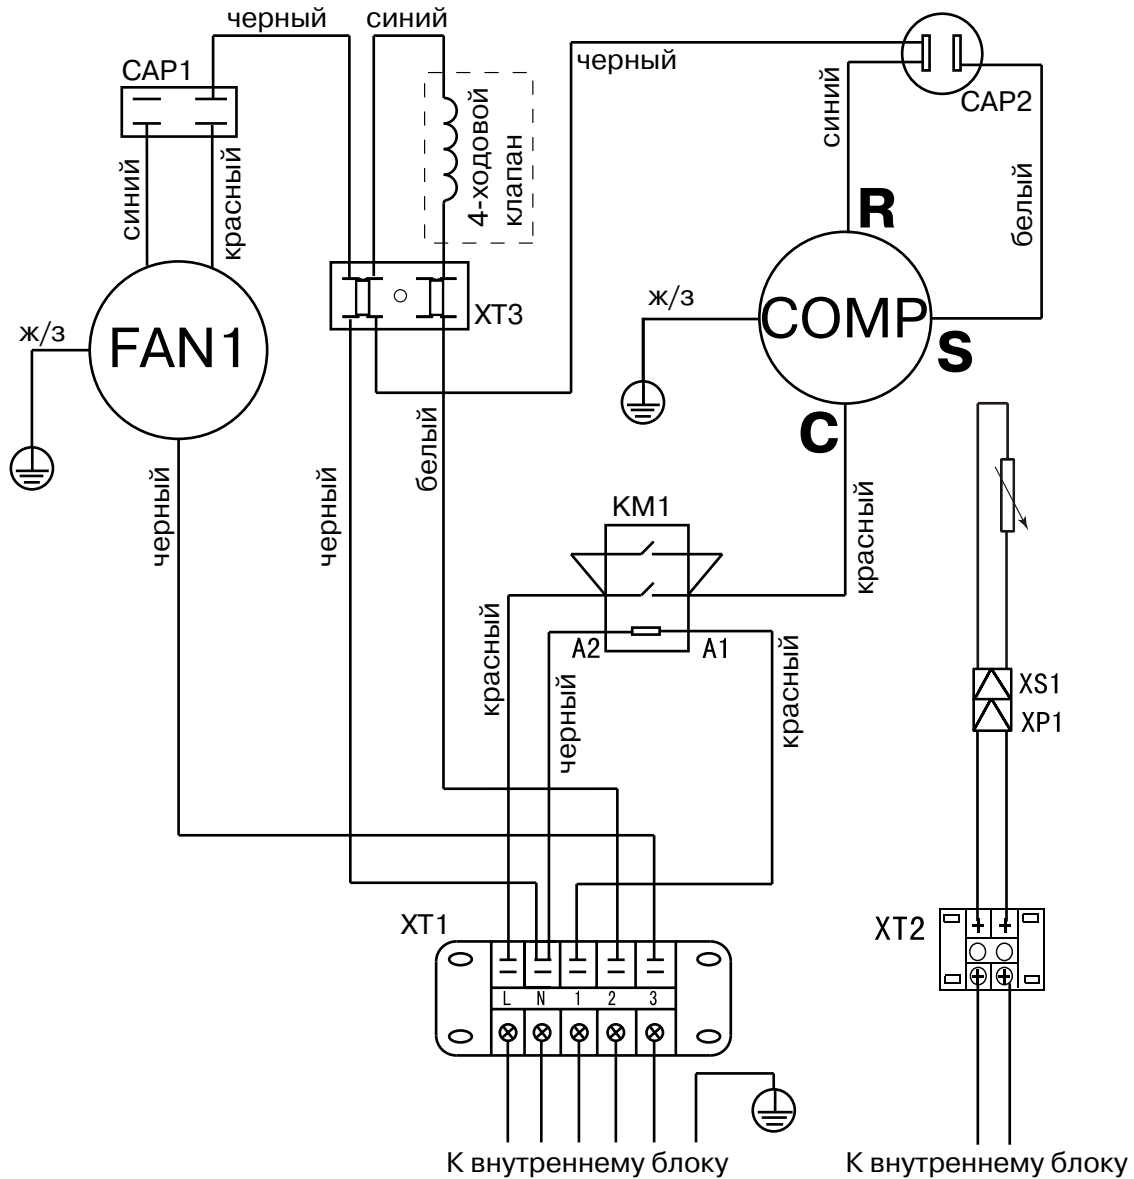 черный
синий
CAP1
черный
CAP2
4-ходовой
клапан
синий
красный
синий
белый
R
ж/з
FAN1
XT3
ж/з
COMP
S
C
черный
черный
белый
KM1
красный
красный
A2
A1
черный
красный
XS1
XP1
XT1
XT2
L N 1 2 3
К внутреннему блоку
К внутреннему блоку